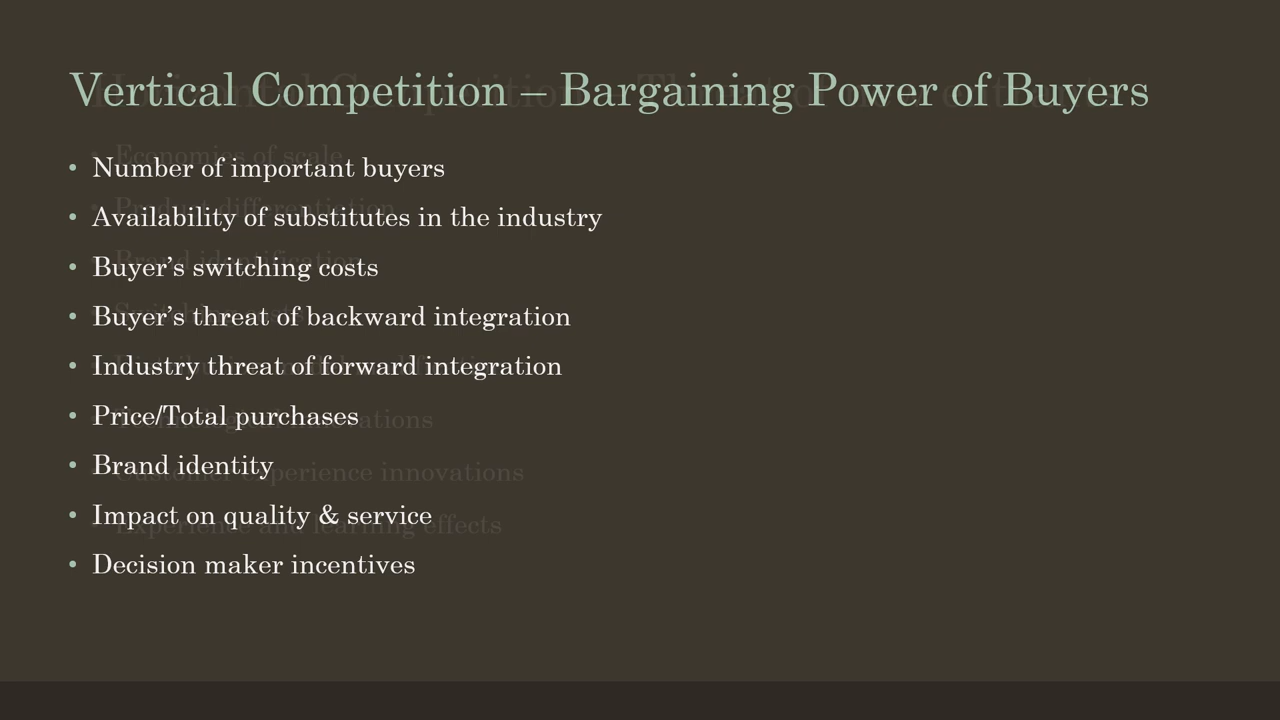 Vertical Competition – Bargaining Power of Buyers
• Number of important buyers
• Availability of substitutes in the industry
• Buyer’s switching costs
• Buyer’s threat of backward integration
• Industry threat of forward integration
• Price/Total purchases
• Brand identity
• Impact on quality & service
• Decision maker incentives